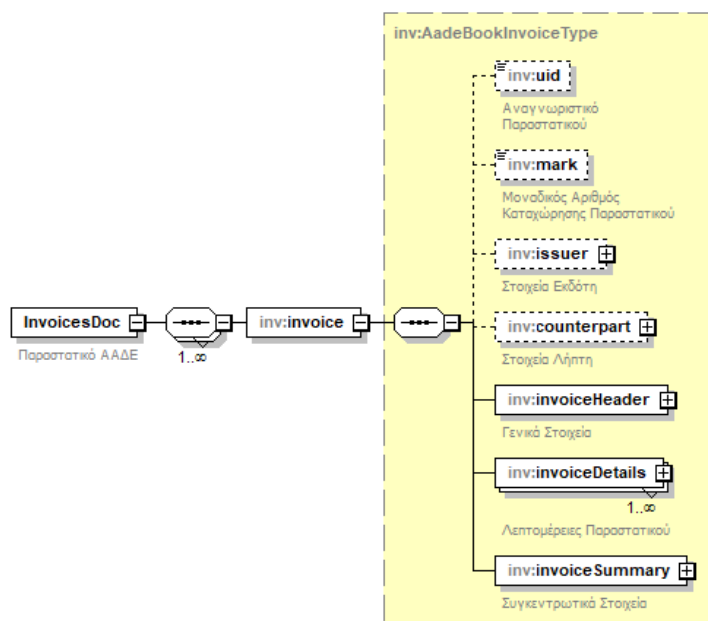 inv:AadeBookInvoiceType
inv:uid
Αναγνωριστικό
Παραστατικού
inv:mark
Μοναδικός Αριθμός
Καταχώρησης Παραστατικού
inv:issuer
Στοιχεία Εκδότη
InvoicesDoc
Παραστατικό ΑΑΔΕ
1..∞
inv:invoice
inv:counterpart
Στοιχεία Λήπτη
inv:invoiceHeader
Γενικά Στοιχεία
inv:invoiceDetails
1..∞
Λεπτομέρειες Παραστατικού
inv:invoiceSummary
Συγκεντρωτικά Στοιχεία